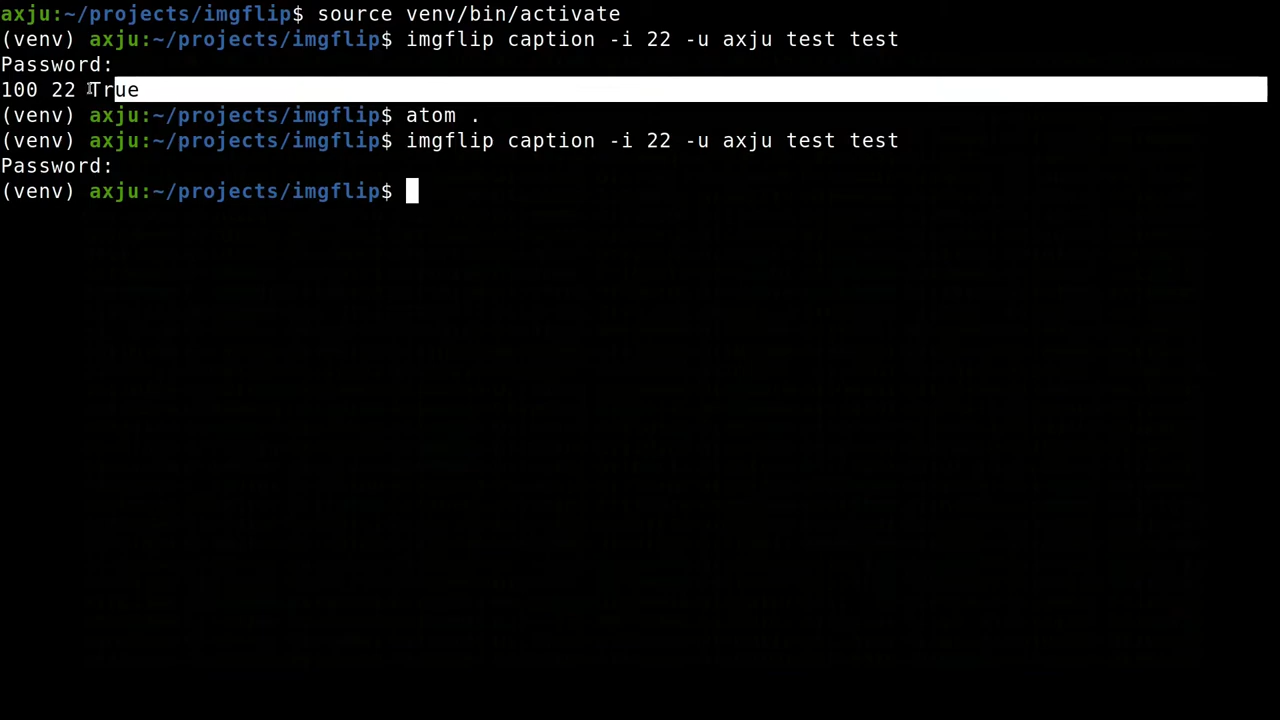 axju:~/projects/imgflip$ source venv/bin/activate
(venv) axju:~/projects/imgflip$ imgflip caption -i 22 -u axju test test
Password:
100 22 True
(venv) axju:~/projects/imgflip$ atom .
(venv) axju:~/projects/imgflip$ imgflip caption -i 22 -u axju test test
Password:
(venv) axju:~/projects/imgflip$